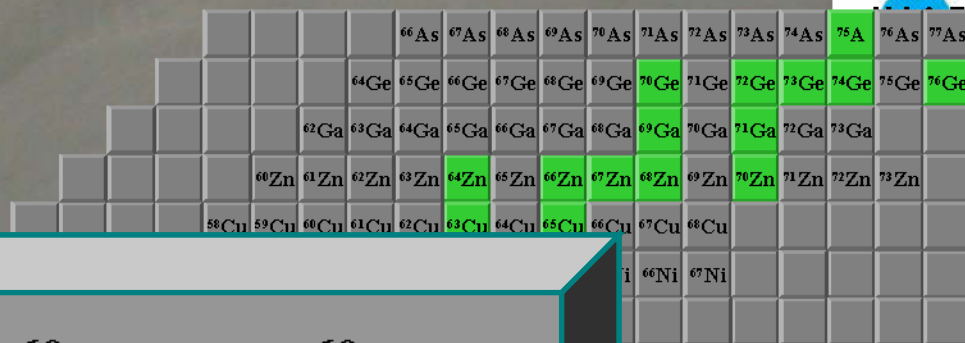 ⁶⁶As ⁶⁷As ⁶⁸As ⁶⁹As ⁷⁰As ⁷¹As ⁷²As ⁷³As ⁷⁴As ⁷⁵A ⁷⁶As ⁷⁷As
⁶⁴Ge ⁶⁵Ge ⁶⁶Ge ⁶⁷Ge ⁶⁸Ge ⁶⁹Ge ⁷⁰Ge ⁷¹Ge ⁷²Ge ⁷³Ge ⁷⁴Ge ⁷⁵Ge ⁷⁶Ge
⁶²Ga ⁶³Ga ⁶⁴Ga ⁶⁵Ga ⁶⁶Ga ⁶⁷Ga ⁶⁸Ga ⁶⁹Ga ⁷⁰Ga ⁷¹Ga ⁷²Ga ⁷³Ga
⁶⁰Zn ⁶¹Zn ⁶²Zn ⁶³Zn ⁶⁴Zn ⁶⁵Zn ⁶⁶Zn ⁶⁷Zn ⁶⁸Zn ⁶⁹Zn ⁷⁰Zn ⁷¹Zn ⁷²Zn ⁷³Zn
⁵⁸Cu ⁵⁹Cu ⁶⁰Cu ⁶¹Cu ⁶²Cu ⁶³Cu ⁶⁴Cu ⁶⁵Cu ⁶⁶Cu ⁶⁷Cu ⁶⁸Cu
⁶⁶Ni ⁶⁷Ni